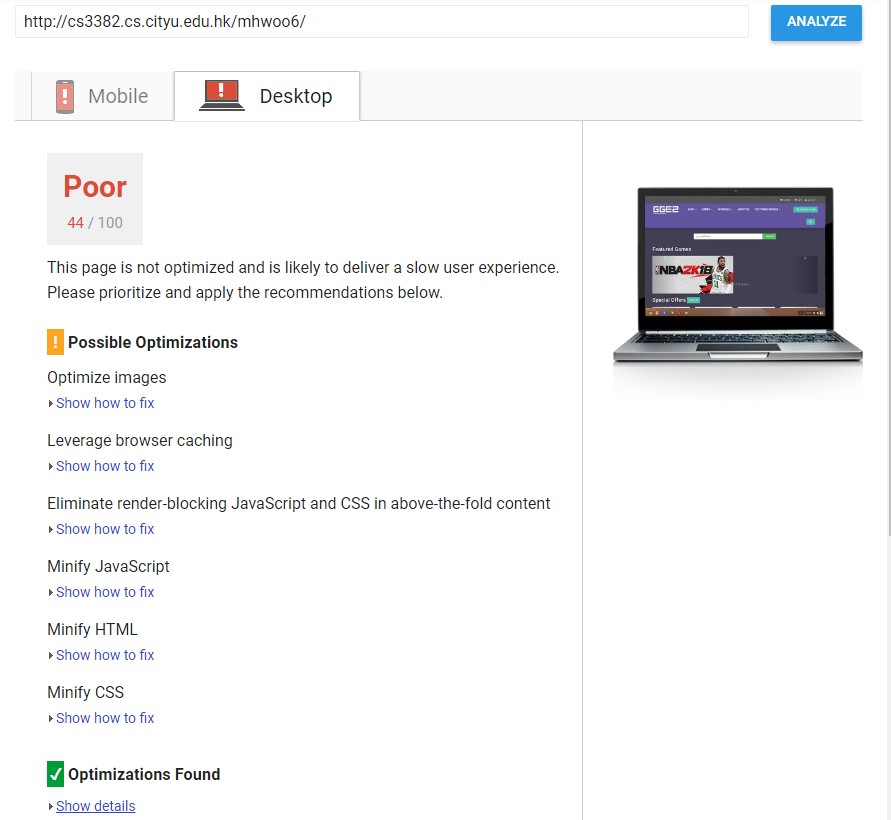 http://cs3382.cs.cityu.edu.hk/mhwoo6/
ANALYZE
Mobile
Desktop
Poor
44 / 100
This page is not optimized and is likely to deliver a slow user experience.
Please prioritize and apply the recommendations below.
Possible Optimizations
Optimize images
Show how to fix
Leverage browser caching
Show how to fix
Eliminate render-blocking JavaScript and CSS in above-the-fold content
Show how to fix
Minify JavaScript
Show how to fix
Minify HTML
Show how to fix
Minify CSS
Show how to fix
Optimizations Found
Show details
GGE2
Featured Games
NBA2K18
Special Offers